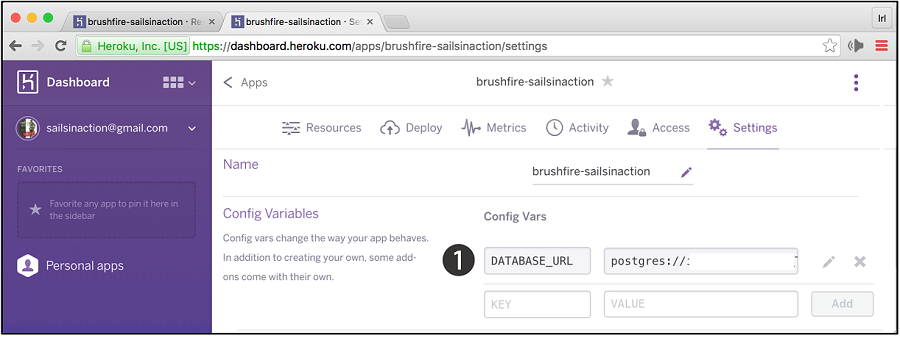 brushfire-sailsinaction · Re
brushfire-sailsinaction · Se
Irl
Heroku, Inc. [US]
https://dashboard.heroku.com/apps/brushfire-sailsinaction/settings
Dashboard
Apps
brushfire-sailsinaction
sailsinaction@gmail.com
Resources
Deploy
Metrics
Activity
Access
Settings
FAVORITES
Favorite any app to pin it here in
the sidebar
Personal apps
Name
brushfire-sailsinaction
Config Variables
Config vars change the way your app behaves.
In addition to creating your own, some add-
ons come with their own.
Config Vars
1
DATABASE_URL
postgres://
KEY
VALUE
Add